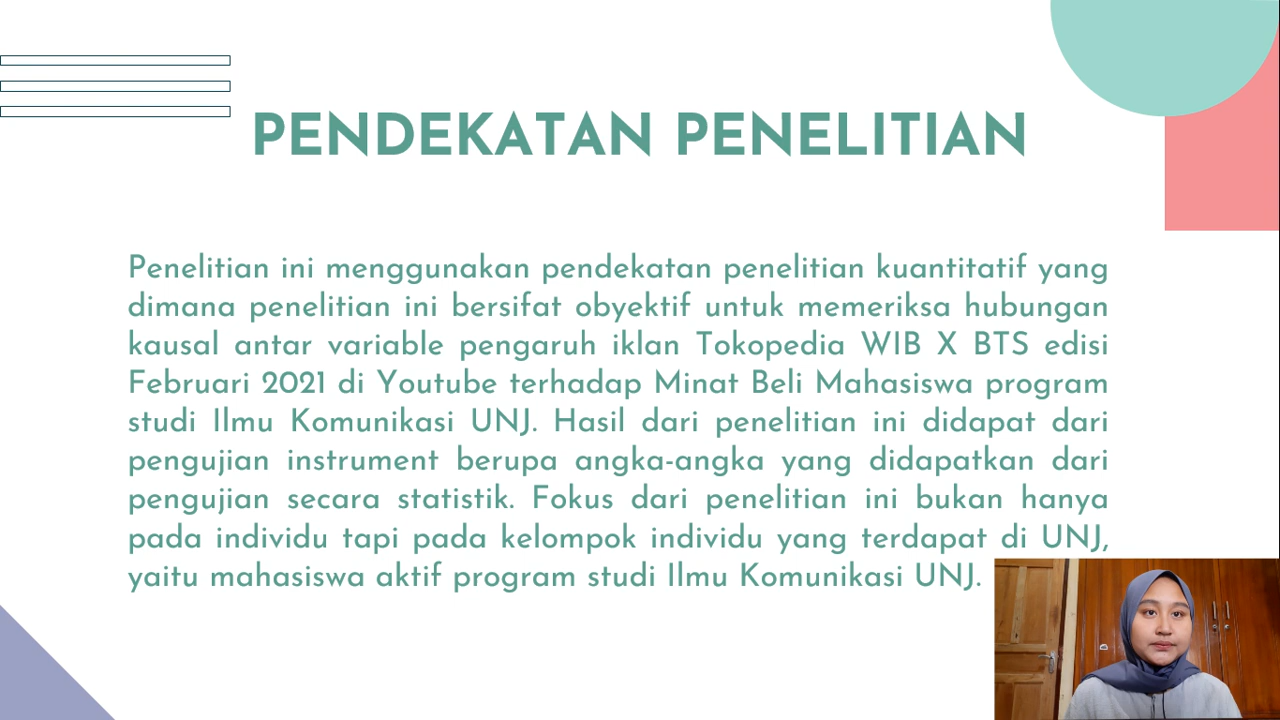 PENDEKATAN PENELITIAN
Penelitian ini menggunakan pendekatan penelitian kuantitatif yang
dimana penelitian ini bersifat obyektif untuk memeriksa hubungan
kausal antar variable pengaruh iklan Tokopedia WIB X BTS edisi
Februari 2021 di Youtube terhadap Minat Beli Mahasiswa program
studi Ilmu Komunikasi UNJ. Hasil dari penelitian ini didapat dari
pengujian instrument berupa angka-angka yang didapatkan dari
pengujian secara statistik. Fokus dari penelitian ini bukan hanya
pada individu tapi pada kelompok individu yang terdapat di UNJ,
yaitu mahasiswa aktif program studi Ilmu Komunikasi UNJ.